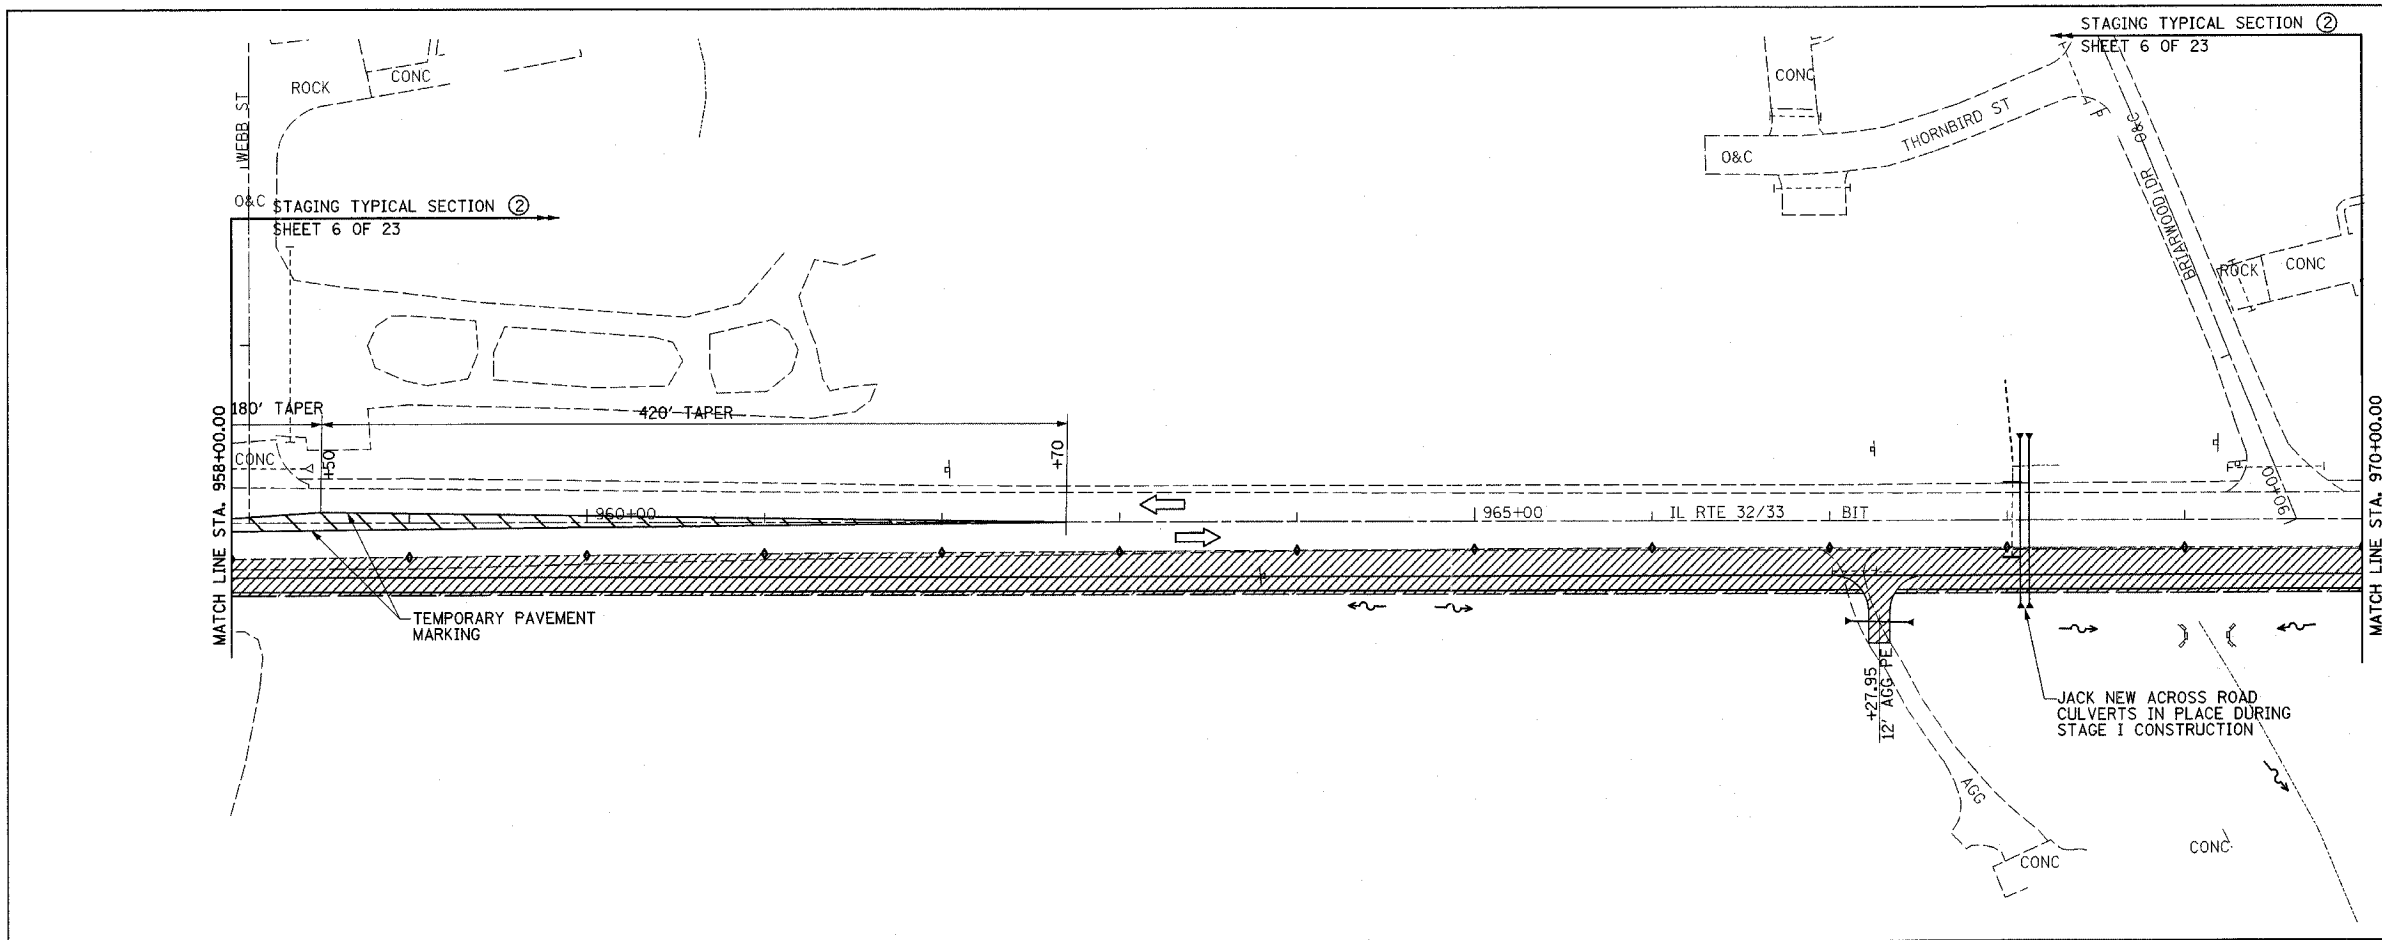 STAGING TYPICAL SECTION ②
SHEET 6 OF 23
CONC
ROCK
CONC
WEBB ST
THORNBIRD ST
O&C
O&C
BRIARWOOD DR
O&C
STAGING TYPICAL SECTION ②
SHEET 6 OF 23
ROCK
CONC
180' TAPER
420' TAPER
CONC
+50
+70
MATCH LINE STA. 958+00.00
MATCH LINE STA. 970+00.00
90+00
960+00
965+00
IL RTE 32/33
BIT
TEMPORARY PAVEMENT
MARKING
+27.95
12' AGG PE
JACK NEW ACROSS ROAD
CULVERTS IN PLACE DURING
STAGE I CONSTRUCTION
AGG
CONC
CONC